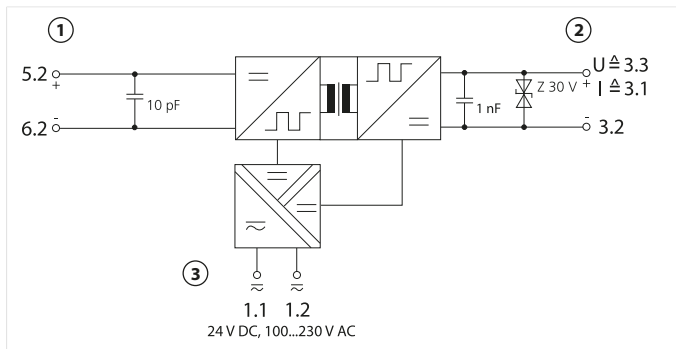 1
2
5.2
+
10 pF
6.2
-
1 nF
Z 30 V
U ≙ 3.3
+
I ≙ 3.1
-
3.2
3
1.1 1.2
24 V DC, 100...230 V AC